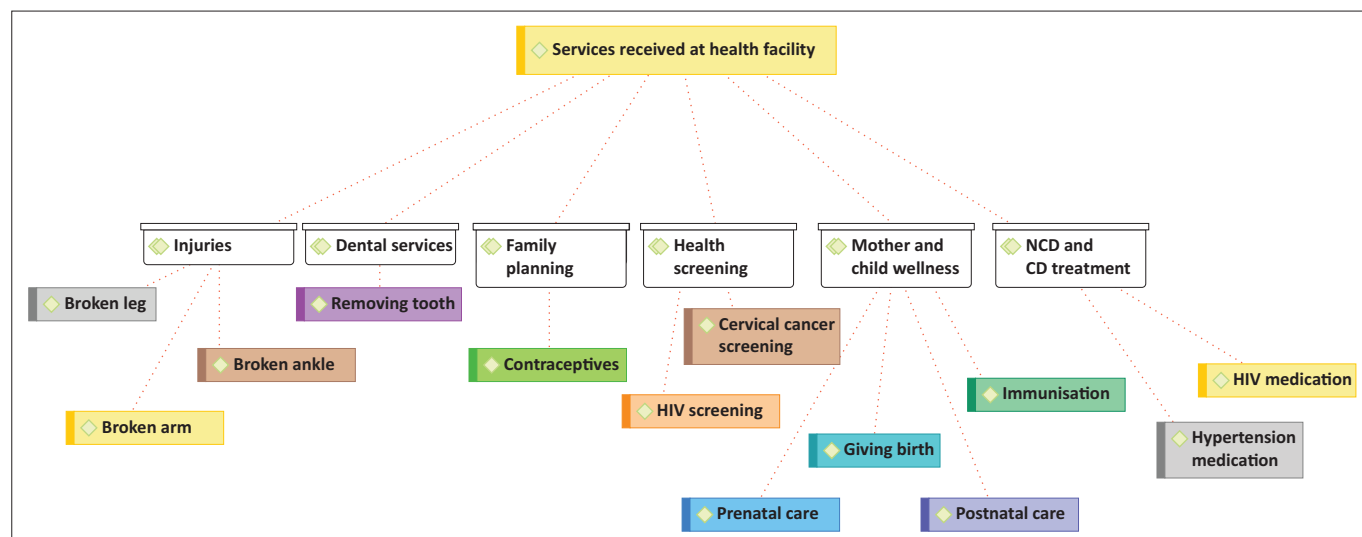 Services received at health facility
Injuries
Dental services
Family
planning
Health
screening
Mother and
child wellness
NCD and
CD treatment
Broken leg
Removing tooth
Cervical cancer
screening
Broken ankle
Contraceptives
HIV medication
Immunisation
HIV screening
Broken arm
Giving birth
Hypertension
medication
Prenatal care
Postnatal care